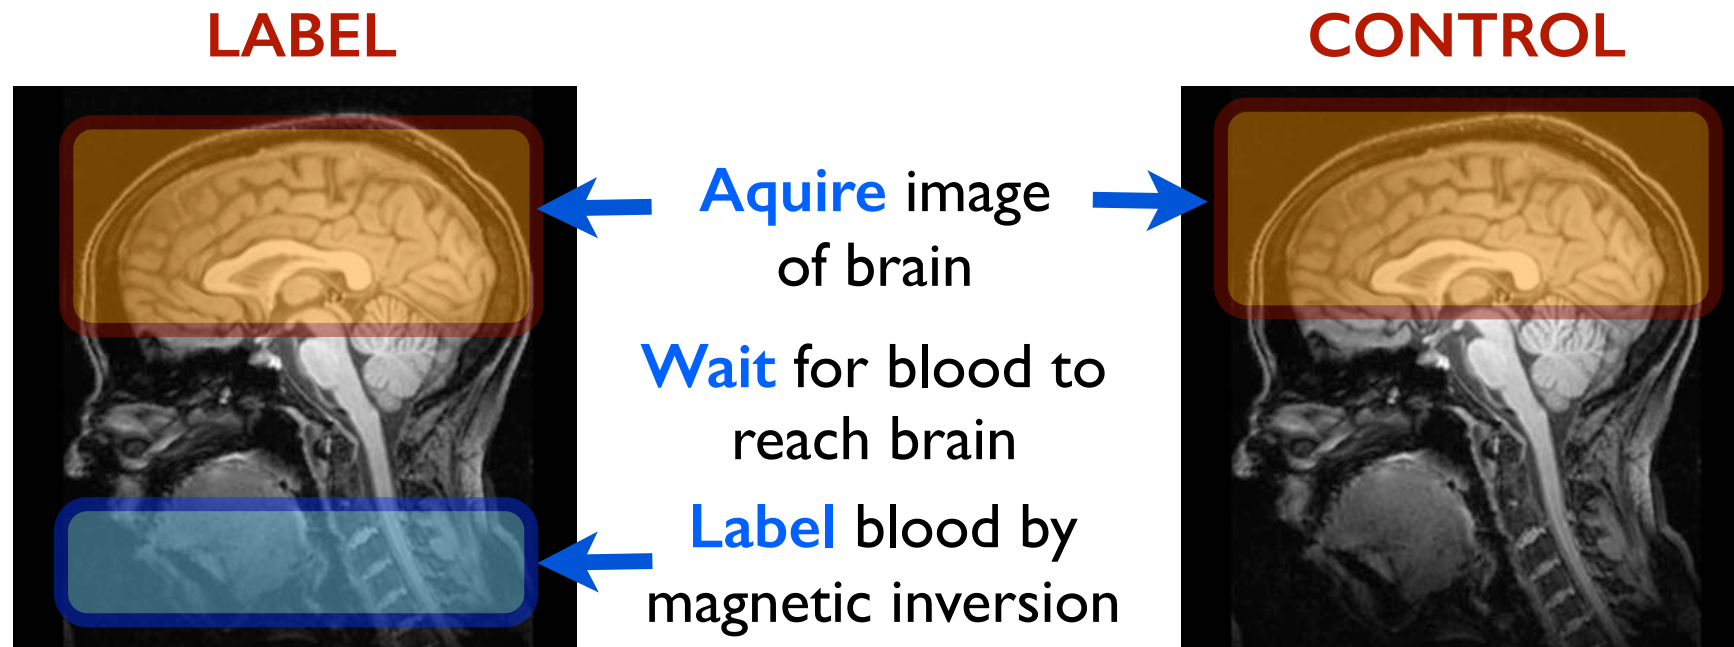 LABEL
CONTROL
Aquire image
of brain
Wait for blood to
reach brain
Label blood by
magnetic inversion